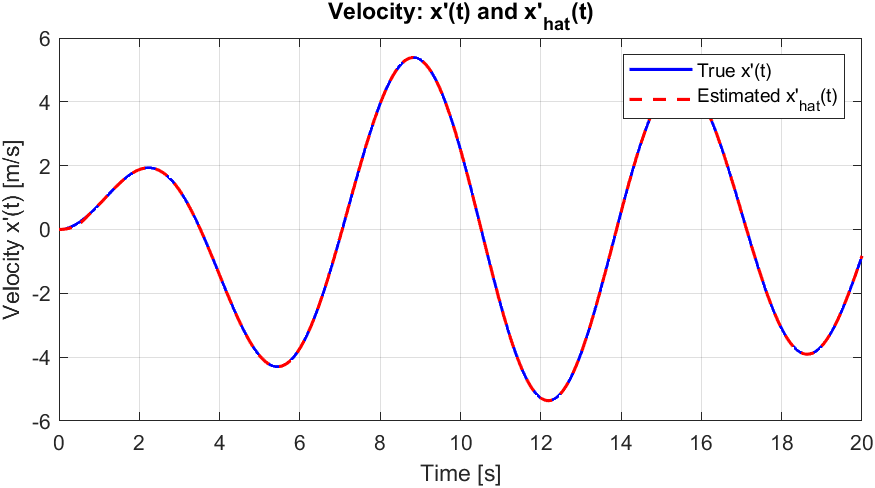 Velocity: x'(t) and x'hat(t)
True x'(t)
Estimated x'hat(t)
Velocity x'(t) [m/s]
6
4
2
0
-2
-4
-6
0 2 4 6 8 10 12 14 16 18 20
Time [s]